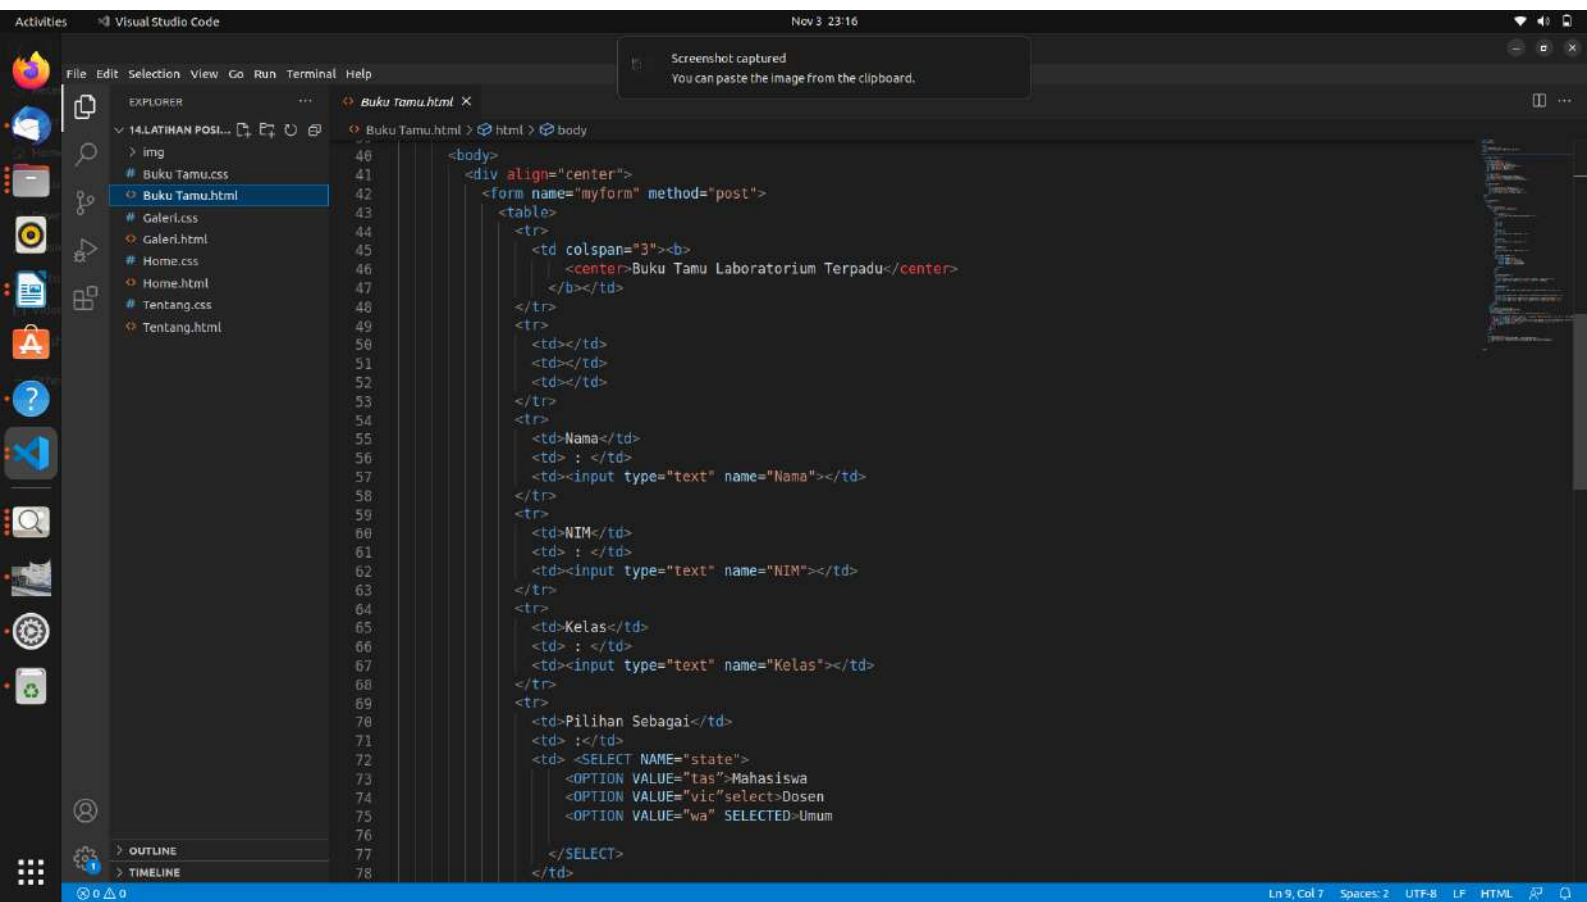 Activities Visual Studio Code Nov 3 23:16
Screenshot captured
You can paste the image from the clipboard.
File Edit Selection View Go Run Terminal Help
EXPLORER ···
Buku Tamu.html
14.LATIHAN POSI...
Buku Tamu.html > html > body
img
# Buku Tamu.css
Buku Tamu.html
# Galeri.css
Galeri.html
# Home.css
Home.html
# Tentang.css
Tentang.html
40 <body>
41 <div align="center">
42 <form name="myform" method="post">
43 <table>
44 <tr>
45 <td colspan="3"><b>
46 <center>Buku Tamu Laboratorium Terpadu</center>
47 </b></td>
48 </tr>
49 <tr>
50 <td></td>
51 <td></td>
52 <td></td>
53 </tr>
54 <tr>
55 <td>Nama</td>
56 <td> : </td>
57 <td><input type="text" name="Nama"></td>
58 </tr>
59 <tr>
60 <td>NIM</td>
61 <td> : </td>
62 <td><input type="text" name="NIM"></td>
63 </tr>
64 <tr>
65 <td>Kelas</td>
66 <td> : </td>
67 <td><input type="text" name="Kelas"></td>
68 </tr>
69 <tr>
70 <td>Pilihan Sebagai</td>
71 <td> :</td>
72 <td> <SELECT NAME="state">
73 <OPTION VALUE="tas”>Mahasiswa
74 <OPTION VALUE="vic”select>Dosen
75 <OPTION VALUE="wa" SELECTED>Umum
76
77 </SELECT>
78 </td>
OUTLINE
TIMELINE
1
0 0
Ln 9, Col 7 Spaces: 2 UTF-8 LF HTML